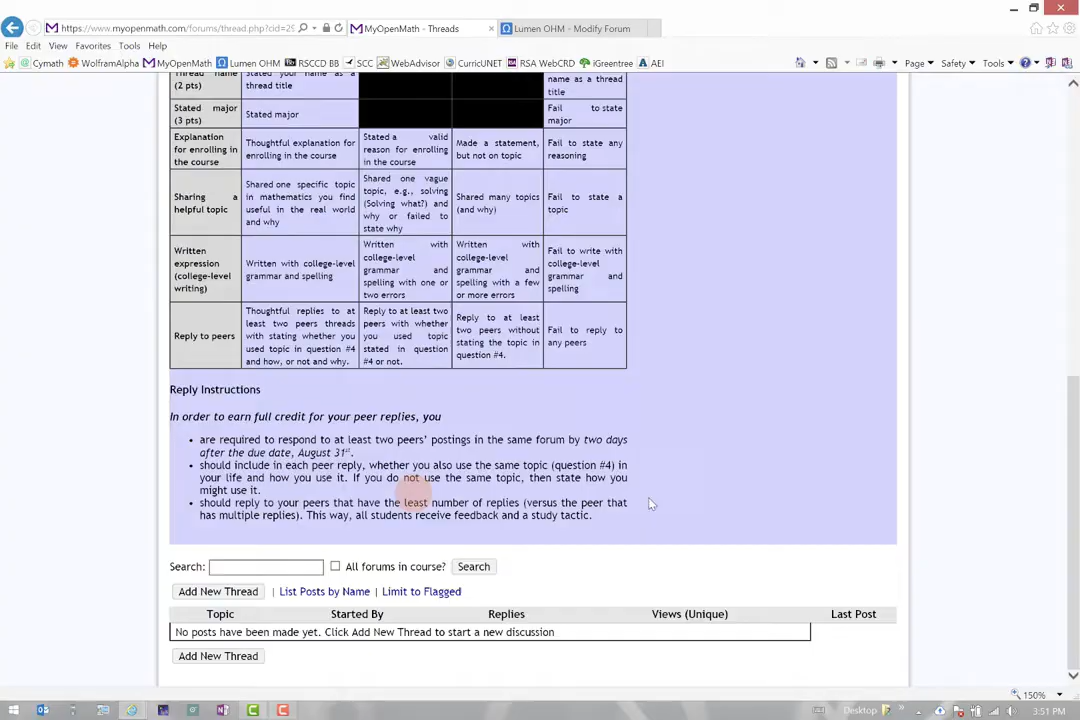 https://www.myopenmath.com/forums/thread.php?cid=25
MyOpenMath - Threads
Lumen OHM - Modify Forum
File Edit View Favorites Tools Help
Cymath WolframAlpha MyOpenMath Lumen OHM RSCCD BB SCC WebAdvisor CurricUNET RSA WebCRD iGreentree AEI
Page Safety Tools
Thread name
(2 pts)
Stated your name as a
thread title
name as a thread
title
Stated major
(3 pts)
Stated major
Fail to state
major
Explanation
for enrolling in
the course
Thoughtful explanation for
enrolling in the course
Stated a valid
reason for enrolling
in the course
Made a statement,
but not on topic
Fail to state any
reasoning
Sharing a
helpful topic
Shared one specific topic
in mathematics you find
useful in the real world
and why
Shared one vague
topic, e.g., solving
(Solving what?) and
why or failed to
state why
Shared many topics
(and why)
Fail to state a
topic
Written
expression
(college-level
writing)
Written with college-level
grammar and spelling
Written with
college-level
grammar and
spelling with one or
two errors
Written with
college-level
grammar and
spelling with a few
or more errors
Fail to write with
college-level
grammar and
spelling
Reply to peers
Thoughtful replies to at
least two peers threads
with stating whether you
used topic in question #4
and how, or not and why.
Reply to at least two
peers with whether
you used topic
stated in question
#4 or not.
Reply to at least
two peers without
stating the topic in
question #4.
Fail to reply to
any peers
Reply Instructions
In order to earn full credit for your peer replies, you
• are required to respond to at least two peers’ postings in the same forum by two days
after the due date, August 31st.
• should include in each peer reply, whether you also use the same topic (question #4) in
your life and how you use it. If you do not use the same topic, then state how you
might use it.
• should reply to your peers that have the least number of replies (versus the peer that
has multiple replies). This way, all students receive feedback and a study tactic.
Search: All forums in course? Search
Add New Thread | List Posts by Name | Limit to Flagged
Topic Started By Replies Views (Unique) Last Post
No posts have been made yet. Click Add New Thread to start a new discussion
Add New Thread
150%
Desktop 3:51 PM